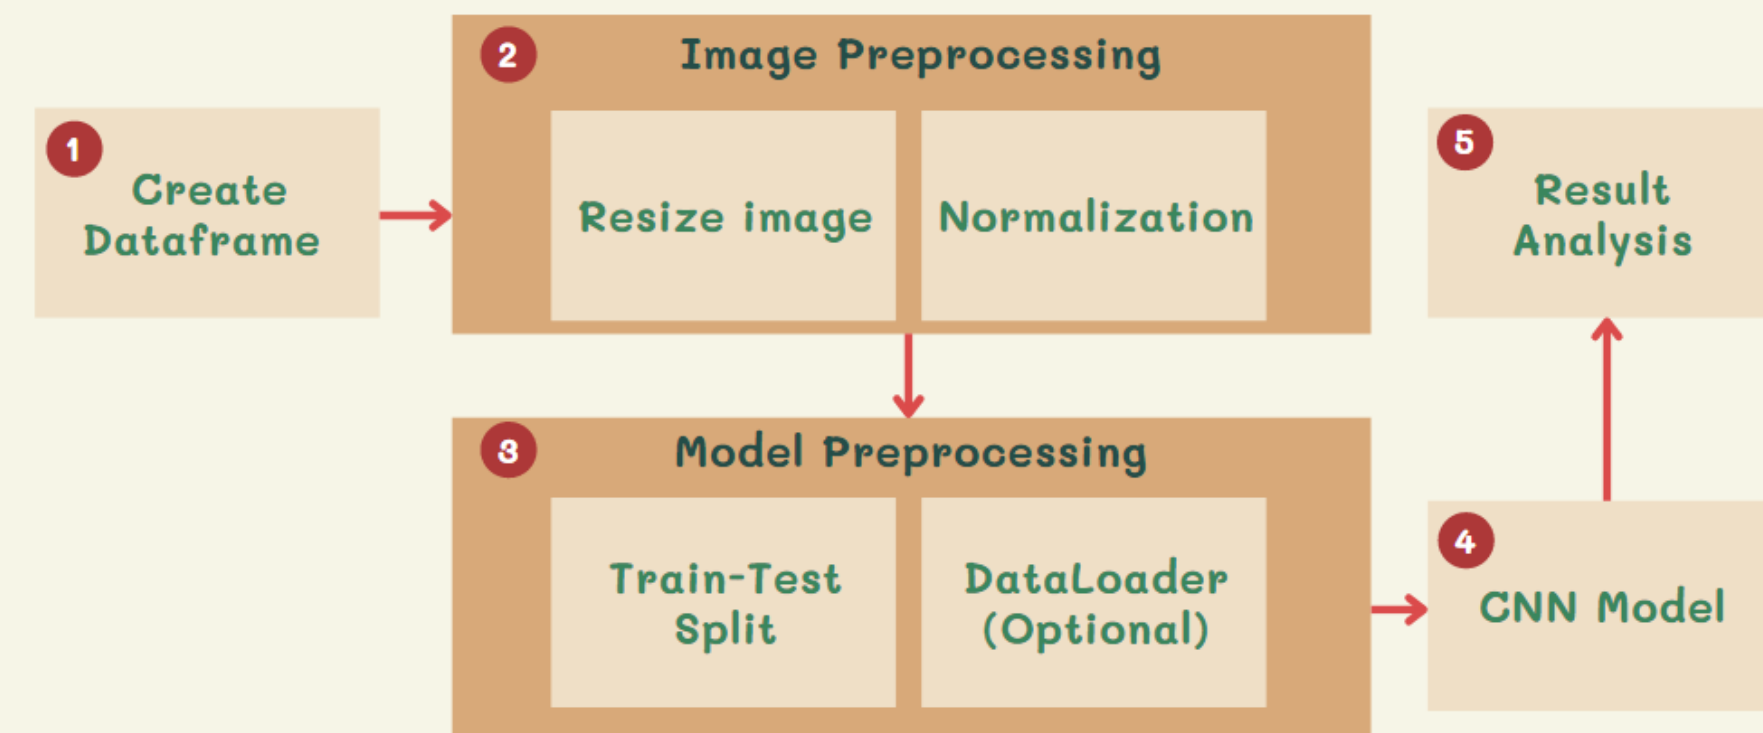 1
Create
Dataframe
2
Image Preprocessing
Resize image
Normalization
3
Model Preprocessing
Train-Test
Split
DataLoader
(Optional)
4
CNN Model
5
Result
Analysis